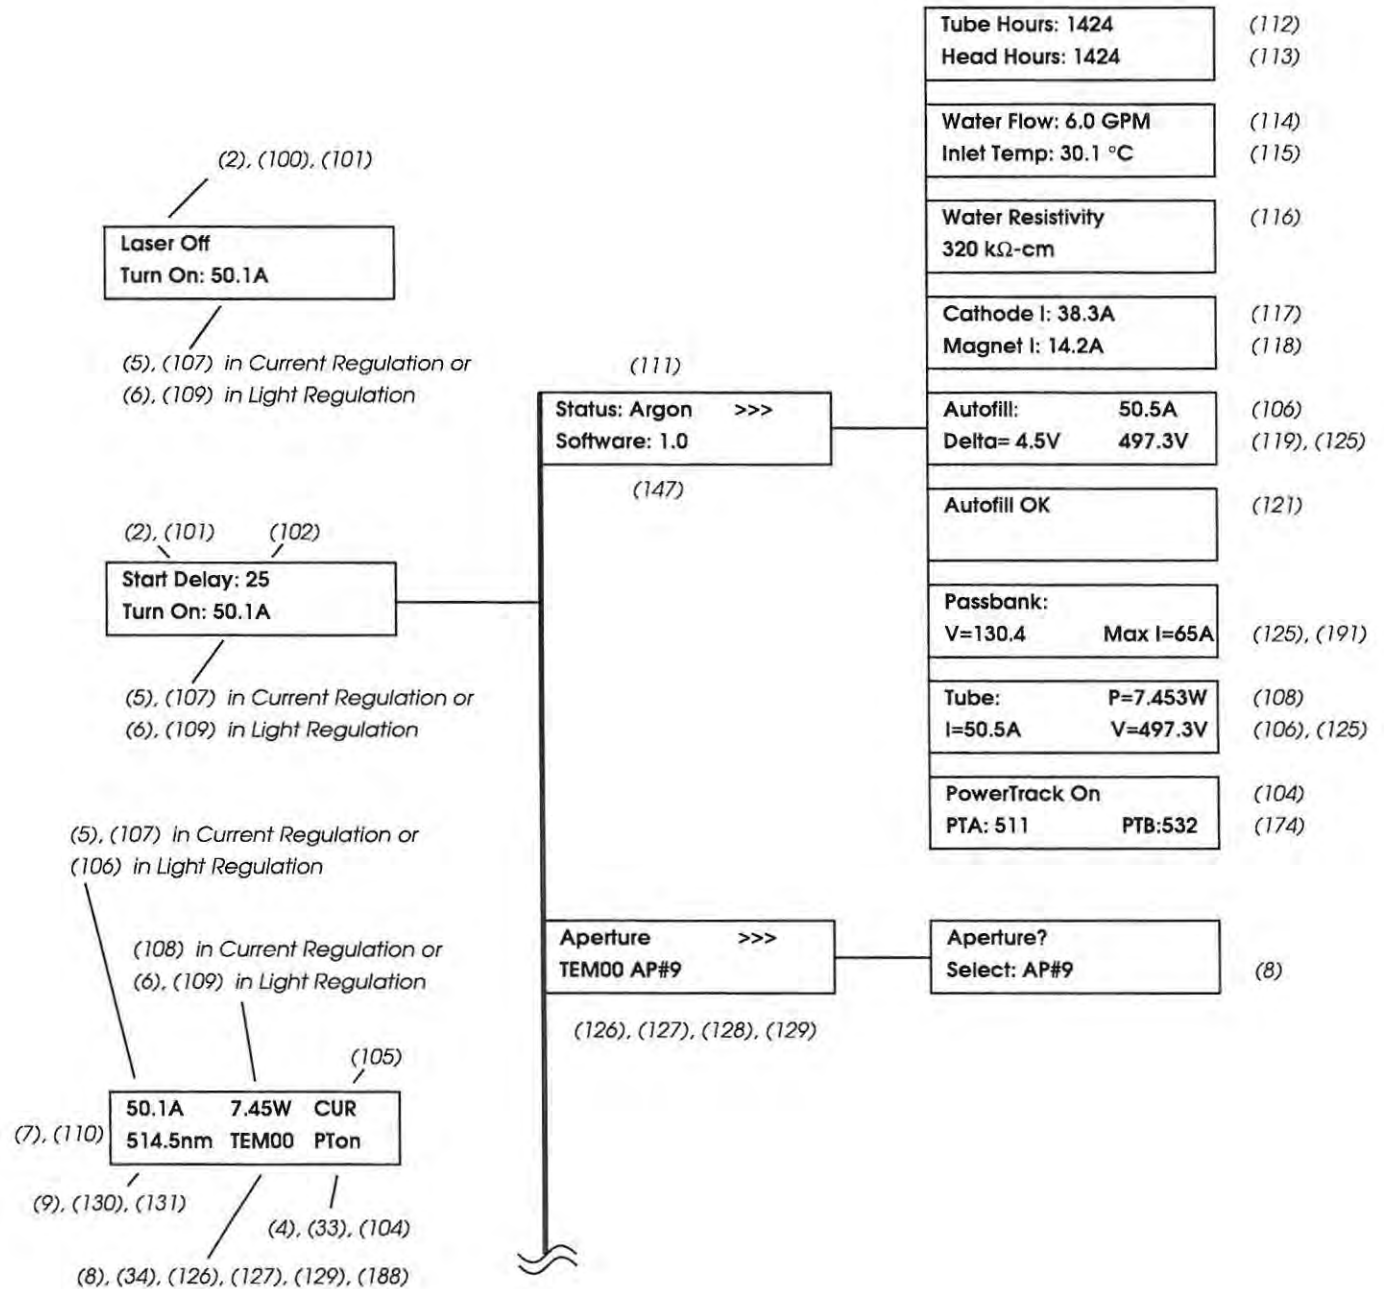 (2), (100), (101)
Laser Off
Turn On: 50.1A
(5), (107) in Current Regulation or
(6), (109) in Light Regulation
(2), (101) (102)
Start Delay: 25
Turn On: 50.1A
(5), (107) in Current Regulation or
(6), (109) in Light Regulation
(5), (107) in Current Regulation or
(106) in Light Regulation
(108) in Current Regulation or
(6), (109) in Light Regulation
(105)
50.1A 7.45W CUR
(7), (110) 514.5nm TEM00 PTon
(9), (130), (131)
(4), (33), (104)
(8), (34), (126), (127), (129), (188)
(111)
Status: Argon >>>
Software: 1.0
(147)
Aperture >>>
TEM00 AP#9
(126), (127), (128), (129)
Tube Hours: 1424 (112)
Head Hours: 1424 (113)
Water Flow: 6.0 GPM (114)
Inlet Temp: 30.1 °C (115)
Water Resistivity (116)
320 kΩ-cm
Cathode I: 38.3A (117)
Magnet I: 14.2A (118)
Autofill: 50.5A (106)
Delta= 4.5V 497.3V (119), (125)
Autofill OK (121)
Passbank:
V=130.4 Max I=65A (125), (191)
Tube: P=7.453W (108)
I=50.5A V=497.3V (106), (125)
PowerTrack On (104)
PTA: 511 PTB:532 (174)
Aperture?
Select: AP#9 (8)